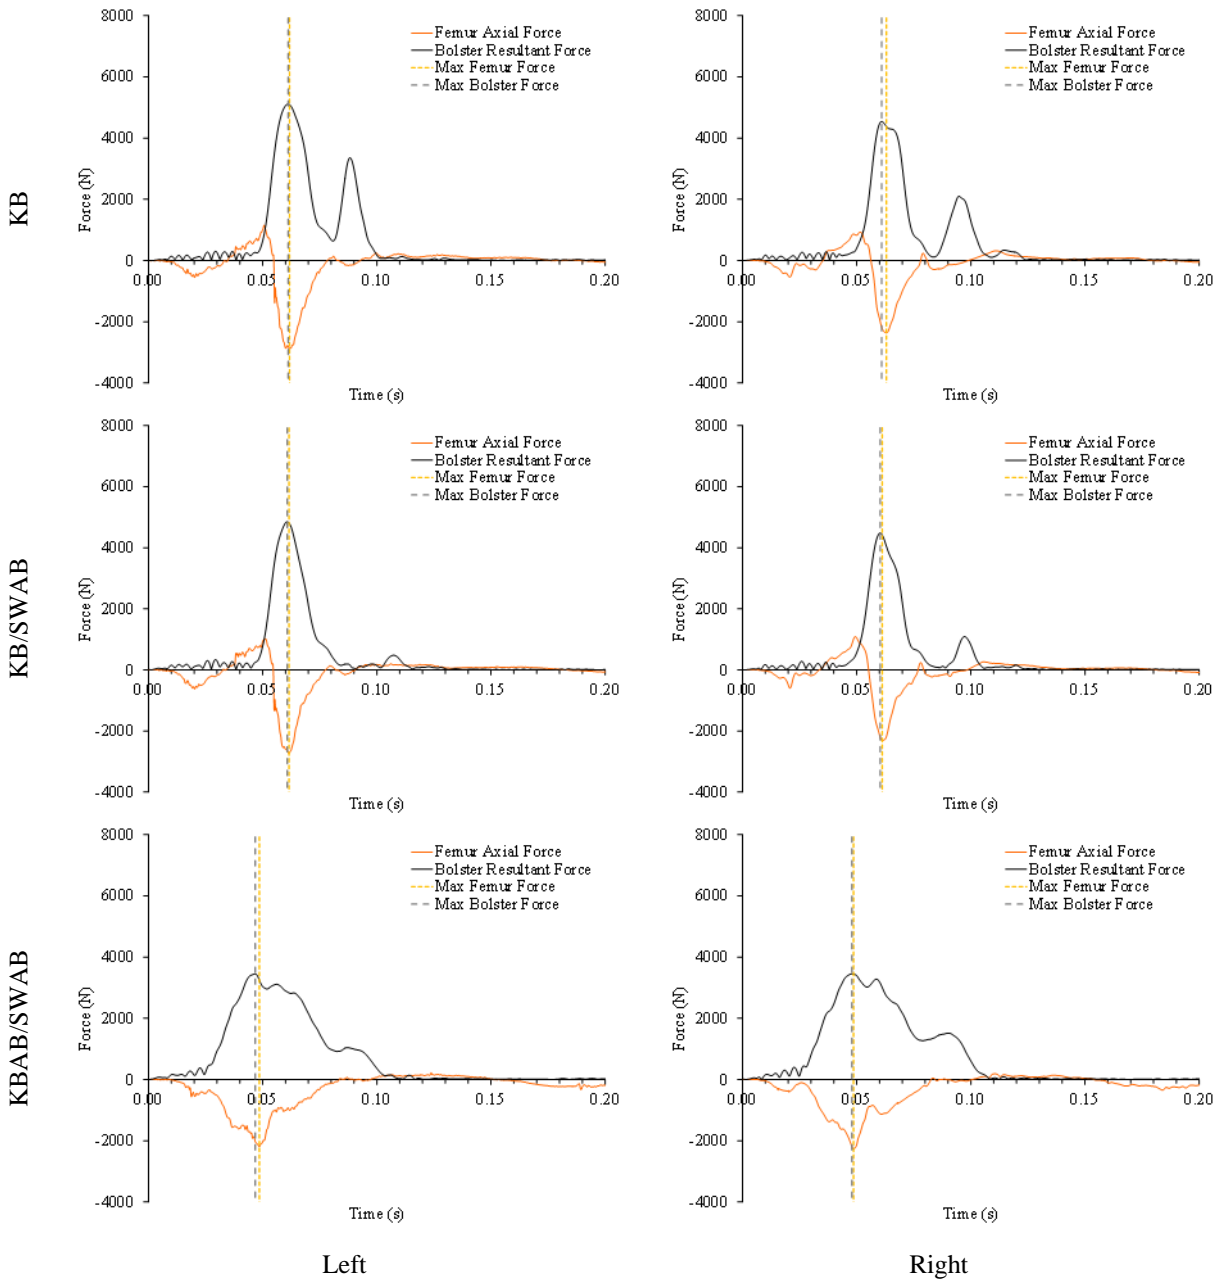 KB
8000
6000
4000
2000
0
-2000
-4000
Force (N)
0.00 0.05 0.10 0.15 0.20
Time (s)
Femur Axial Force
Bolster Resultant Force
Max Femur Force
Max Bolster Force
8000
6000
4000
2000
0
-2000
-4000
Force (N)
0.00 0.05 0.10 0.15 0.20
Time (s)
Femur Axial Force
Bolster Resultant Force
Max Femur Force
Max Bolster Force
KB/SWAB
8000
6000
4000
2000
0
-2000
-4000
Force (N)
0.00 0.05 0.10 0.15 0.20
Time (s)
Femur Axial Force
Bolster Resultant Force
Max Femur Force
Max Bolster Force
8000
6000
4000
2000
0
-2000
-4000
Force (N)
0.00 0.05 0.10 0.15 0.20
Time (s)
Femur Axial Force
Bolster Resultant Force
Max Femur Force
Max Bolster Force
KBAB/SWAB
8000
6000
4000
2000
0
-2000
-4000
Force (N)
0.00 0.05 0.10 0.15 0.20
Time (s)
Femur Axial Force
Bolster Resultant Force
Max Femur Force
Max Bolster Force
8000
6000
4000
2000
0
-2000
-4000
Force (N)
0.00 0.05 0.10 0.15 0.20
Time (s)
Femur Axial Force
Bolster Resultant Force
Max Femur Force
Max Bolster Force
Left
Right